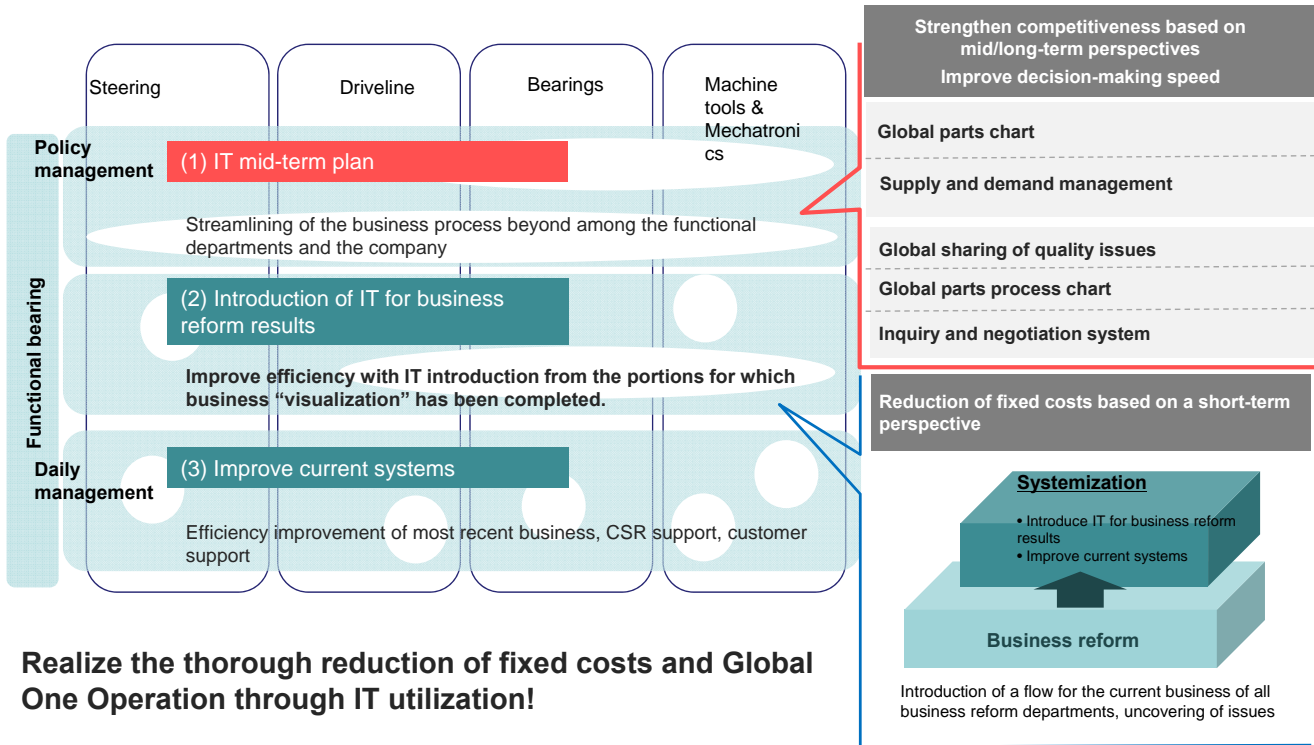 Steering
Driveline
Bearings
Machine
tools &
Mechatroni
cs
Functional bearing
Policy
management
(1) IT mid-term plan
Streamlining of the business process beyond among the functional
departments and the company
(2) Introduction of IT for business
reform results
Improve efficiency with IT introduction from the portions for which
business “visualization” has been completed.
Daily
management
(3) Improve current systems
Efficiency improvement of most recent business, CSR support, customer
support
Realize the thorough reduction of fixed costs and Global
One Operation through IT utilization!
Strengthen competitiveness based on
mid/long-term perspectives
Improve decision-making speed
Global parts chart
Supply and demand management
Global sharing of quality issues
Global parts process chart
Inquiry and negotiation system
Reduction of fixed costs based on a short-term
perspective
Systemization
• Introduce IT for business reform
results
• Improve current systems
Business reform
Introduction of a flow for the current business of all
business reform departments, uncovering of issues